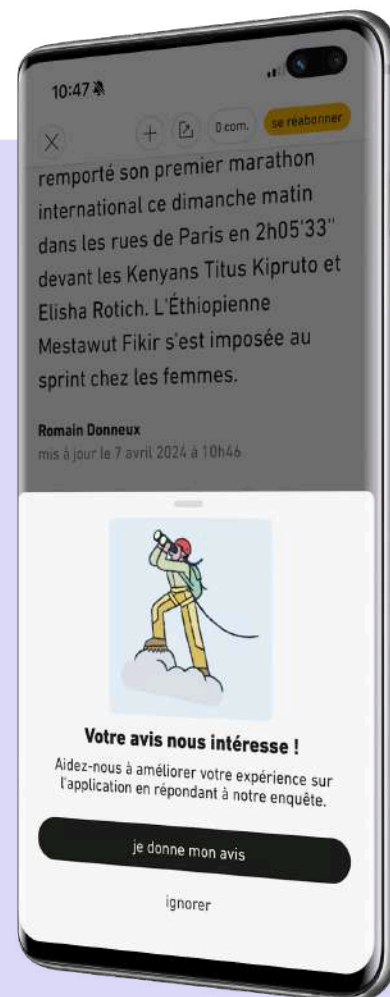 10:47
0 com.
se réabonner
remporté son premier marathon
international ce dimanche matin
dans les rues de Paris en 2h05'33"
devant les Kenyans Titus Kipruto et
Elisha Rotich. L'Éthiopienne
Mestawut Fikir s'est imposée au
sprint chez les femmes.
Romain Donneux
mis à jour le 7 avril 2024 à 10h46
Votre avis nous intéresse !
Aidez-nous à améliorer votre expérience sur
l'application en répondant à notre enquête.
je donne mon avis
ignorer